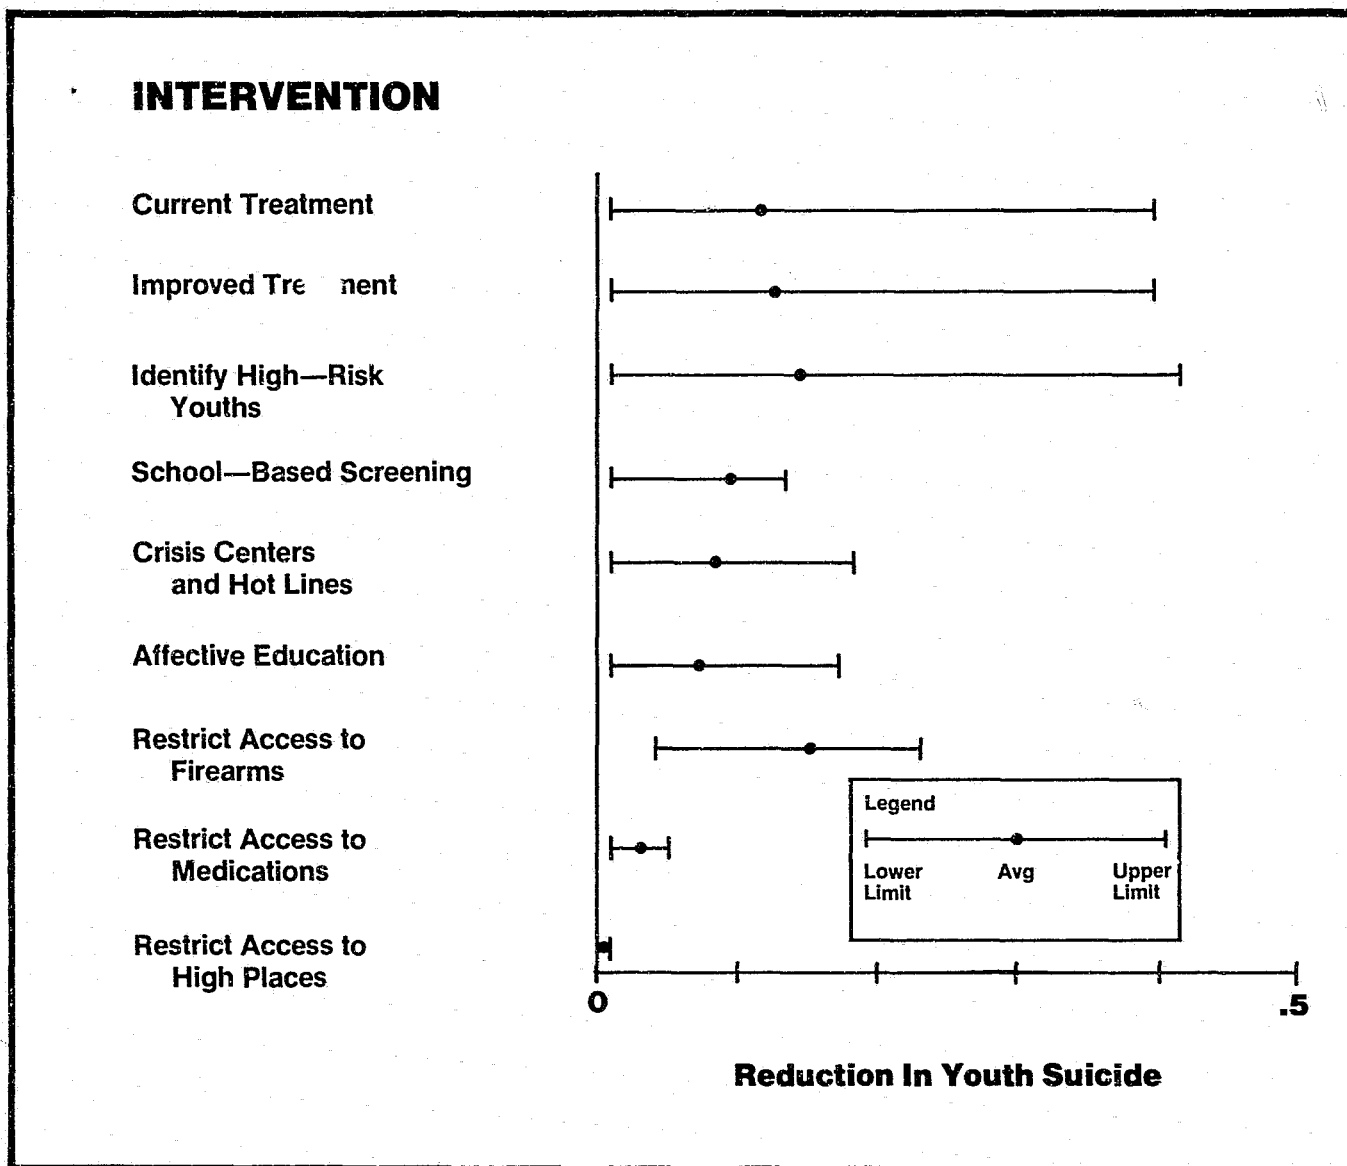 INTERVENTION
Current Treatment
Improved Tre  nent
Identify High—Risk
Youths
School—Based Screening
Crisis Centers
and Hot Lines
Affective Education
Restrict Access to
Firearms
Restrict Access to
Medications
Restrict Access to
High Places
Legend
Lower Avg Upper
Limit Limit
0 .5
Reduction In Youth Suicide